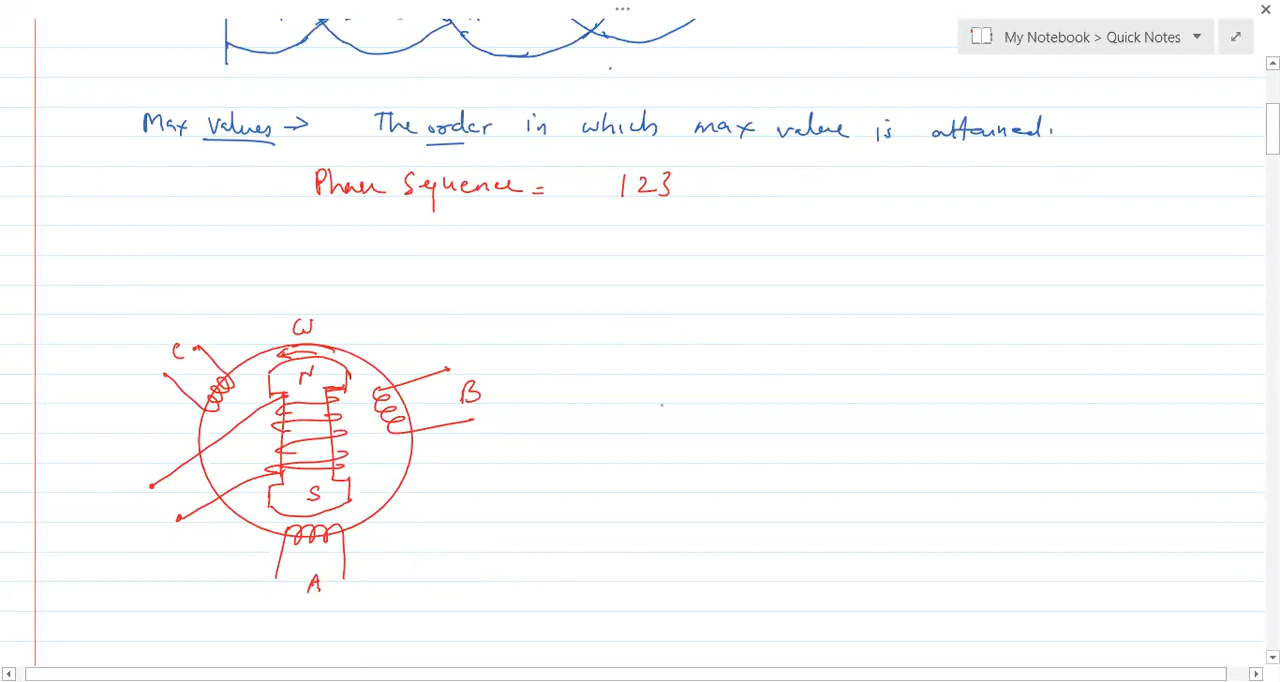 My Notebook > Quick Notes
Max values → The order in which max value is attained.
Phase Sequence = 123
ω
C
N
B
S
A